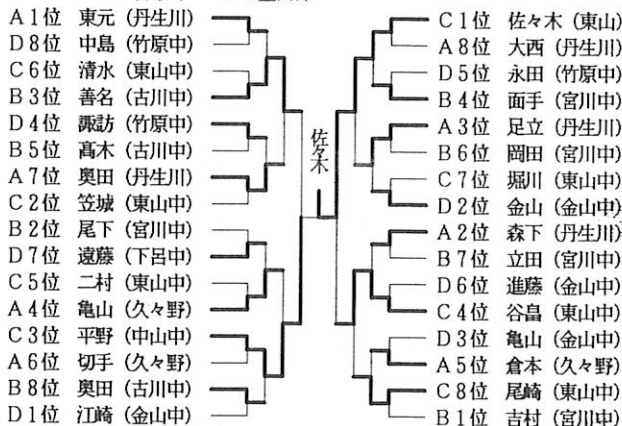 A1位 東元（丹生川）
D8位 中島（竹原中）
C6位 清水（東山中）
B3位 善名（古川中）
D4位 諏訪（竹原中）
B5位 髙木（古川中）
A7位 奥田（丹生川）
C2位 笠城（東山中）
B2位 尾下（宮川中）
D7位 遠藤（下呂中）
C5位 二村（東山中）
A4位 亀山（久々野）
C3位 平野（中山中）
A6位 切手（久々野）
B8位 奥田（古川中）
D1位 江崎（金山中）
佐々木
C1位 佐々木（東山）
A8位 大西（丹生川）
D5位 永田（竹原中）
B4位 面手（宮川中）
A3位 足立（丹生川）
B6位 岡田（宮川中）
C7位 堀川（東山中）
D2位 金山（金山中）
A2位 森下（丹生川）
B7位 立田（宮川中）
D6位 進藤（金山中）
C4位 谷畠（東山中）
D3位 亀山（金山中）
A5位 倉本（久々野）
C8位 尾崎（東山中）
B1位 吉村（宮川中）